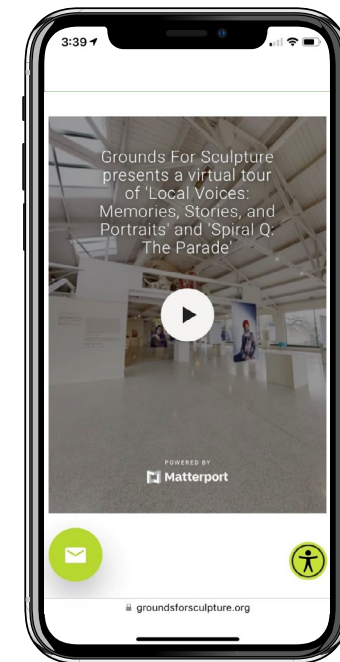 3:39
Grounds For Sculpture
presents a virtual tour
of 'Local Voices:
Memories, Stories, and
Portraits' and 'Spiral Q:
The Parade'
POWERED BY
Matterport
groundsforsculpture.org